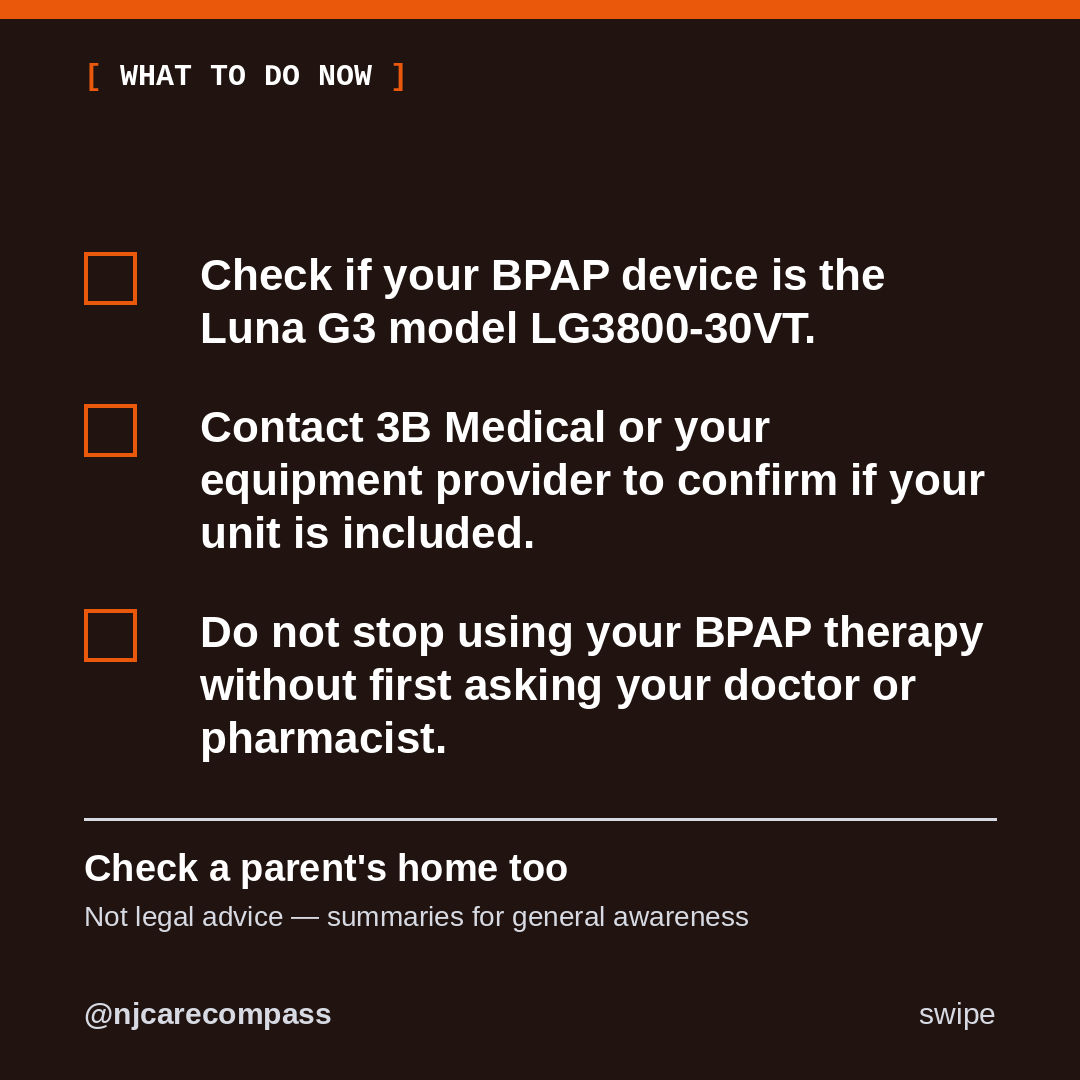 [ WHAT TO DO NOW ]
Check if your BPAP device is the
Luna G3 model LG3800-30VT.
Contact 3B Medical or your
equipment provider to confirm if your
unit is included.
Do not stop using your BPAP therapy
without first asking your doctor or
pharmacist.
Check a parent's home too
Not legal advice — summaries for general awareness
@njcarecompass
swipe